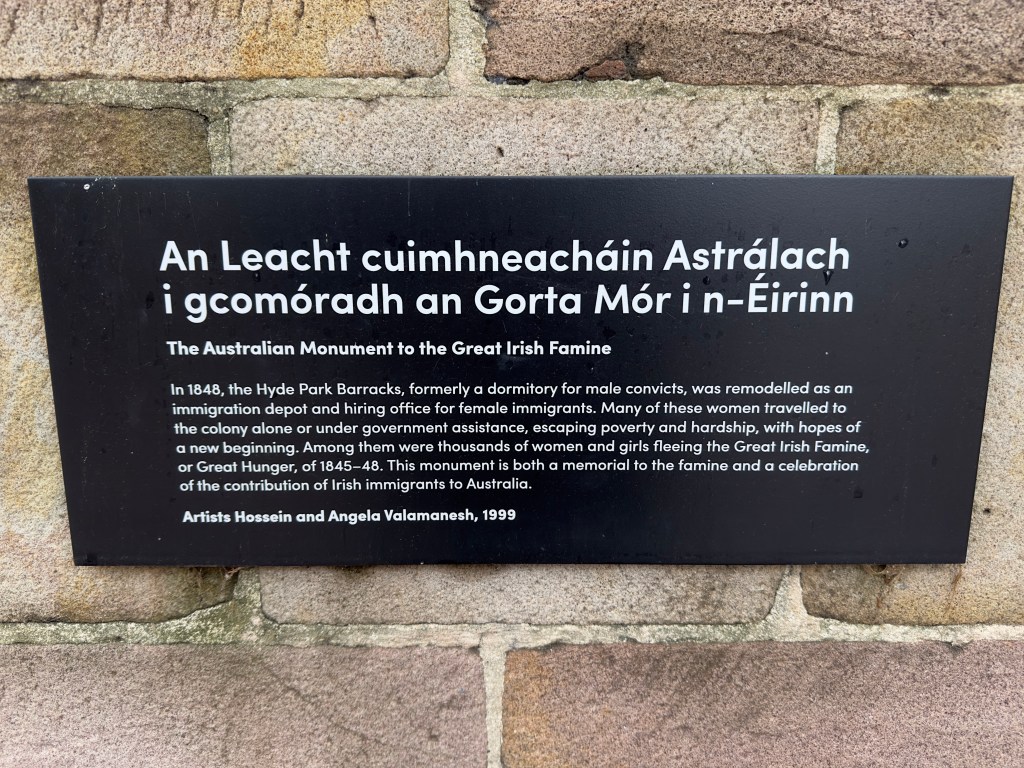 An Leacht cuimhneacháin Astrálach
i gcomóradh an Gorta Mór i n-Éirinn
The Australian Monument to the Great Irish Famine
In 1848, the Hyde Park Barracks, formerly a dormitory for male convicts, was remodelled as an
immigration depot and hiring office for female immigrants. Many of these women travelled to
the colony alone or under government assistance, escaping poverty and hardship, with hopes of
a new beginning. Among them were thousands of women and girls fleeing the Great Irish Famine,
or Great Hunger, of 1845–48. This monument is both a memorial to the famine and a celebration
of the contribution of Irish immigrants to Australia.
Artists Hossein and Angela Valamanesh, 1999